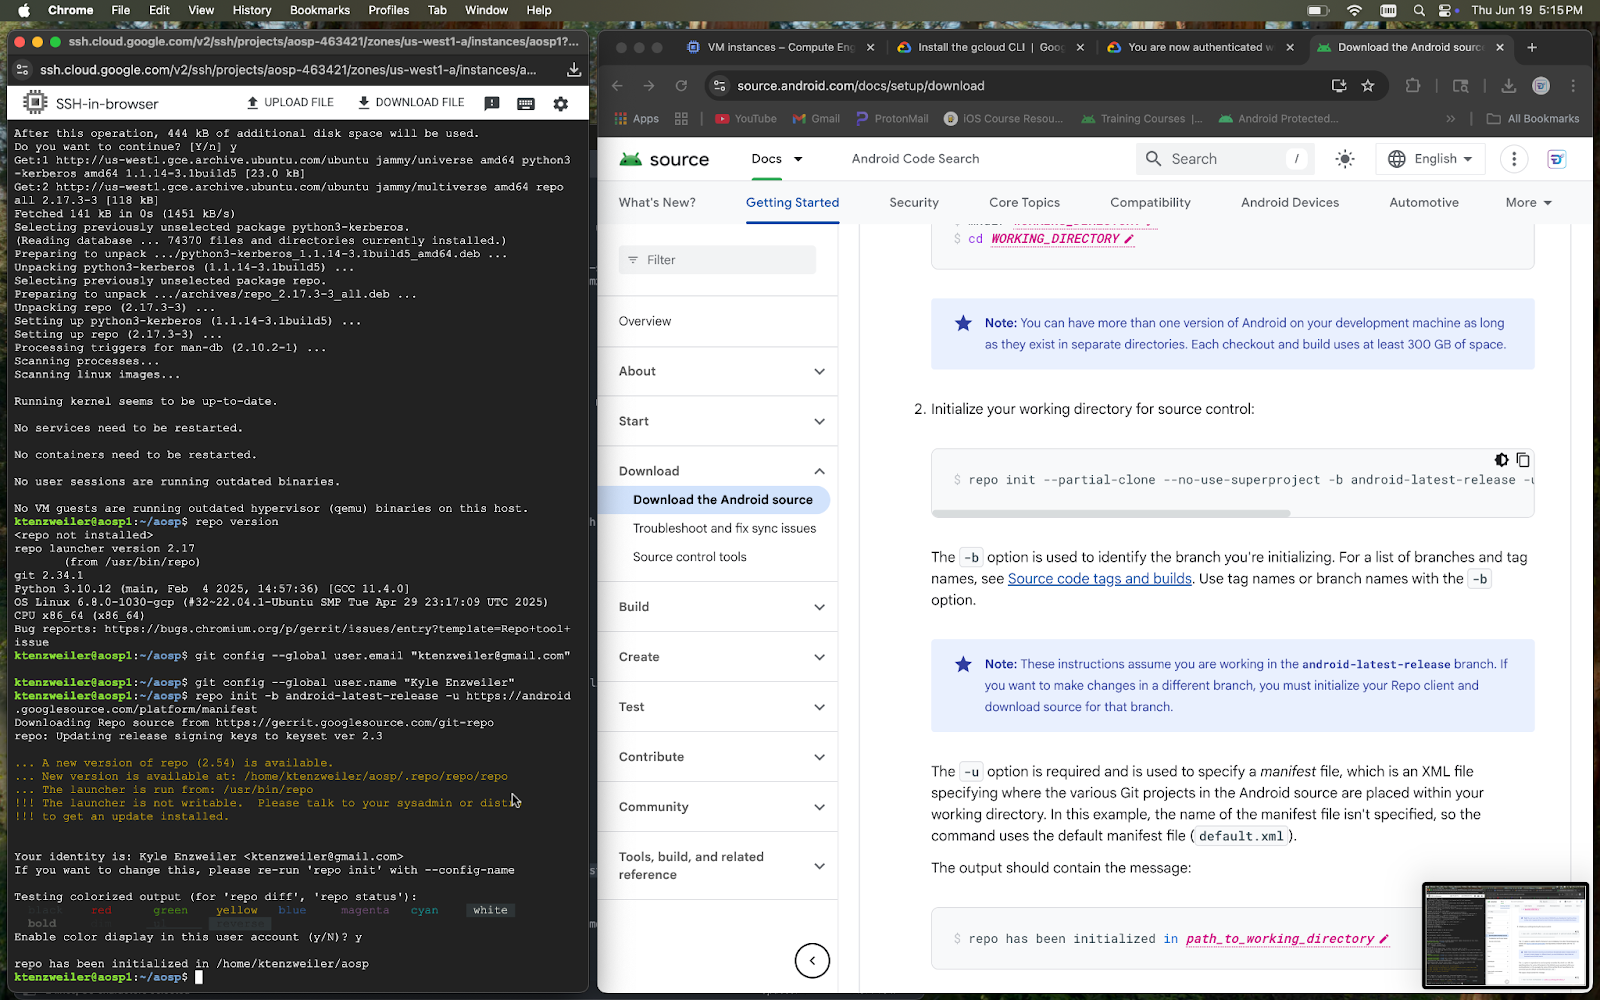 Chrome File Edit View History Bookmarks Profiles Tab Window Help
Thu Jun 19 5:15 PM
ssh.cloud.google.com/v2/ssh/projects/aosp-463421/zones/us-west1-a/instances/aosp1?...
ssh.cloud.google.com/v2/ssh/projects/aosp-463421/zones/us-west1-a/instances/a...
SSH-in-browser
UPLOAD FILE
DOWNLOAD FILE
After this operation, 444 kB of additional disk space will be used.
Do you want to continue? [Y/n] y
Get:1 http://us-west1.gce.archive.ubuntu.com/ubuntu jammy/universe amd64 python3
-kerberos amd64 1.1.14-3.1build5 [23.0 kB]
Get:2 http://us-west1.gce.archive.ubuntu.com/ubuntu jammy/multiverse amd64 repo
all 2.17.3-3 [118 kB]
Fetched 141 kB in 0s (1451 kB/s)
Selecting previously unselected package python3-kerberos.
(Reading database ... 74370 files and directories currently installed.)
Preparing to unpack .../python3-kerberos_1.1.14-3.1build5_amd64.deb ...
Unpacking python3-kerberos (1.1.14-3.1build5) ...
Selecting previously unselected package repo.
Preparing to unpack .../archives/repo_2.17.3-3_all.deb ...
Unpacking repo (2.17.3-3) ...
Setting up python3-kerberos (1.1.14-3.1build5) ...
Setting up repo (2.17.3-3) ...
Processing triggers for man-db (2.10.2-1) ...
Scanning processes...
Scanning linux images...
Running kernel seems to be up-to-date.
No services need to be restarted.
No containers need to be restarted.
No user sessions are running outdated binaries.
No VM guests are running outdated hypervisor (qemu) binaries on this host.
ktenzweiler@aosp1:~/aosp$ repo version
<repo not installed>
repo launcher version 2.17
(from /usr/bin/repo)
git 2.34.1
Python 3.10.12 (main, Feb 4 2025, 14:57:36) [GCC 11.4.0]
OS Linux 6.8.0-1030-gcp (#32~22.04.1-Ubuntu SMP Tue Apr 29 23:17:09 UTC 2025)
CPU x86_64 (x86_64)
Bug reports: https://bugs.chromium.org/p/gerrit/issues/entry?template=Repo+tool+
issue
ktenzweiler@aosp1:~/aosp$ git config --global user.email "ktenzweiler@gmail.com"
ktenzweiler@aosp1:~/aosp$ git config --global user.name "Kyle Enzweiler"
ktenzweiler@aosp1:~/aosp$ repo init -b android-latest-release -u https://android
.googlesource.com/platform/manifest
Downloading Repo source from https://gerrit.googlesource.com/git-repo
repo: Updating release signing keys to keyset ver 2.3
... A new version of repo (2.54) is available.
... New version is available at: /home/ktenzweiler/aosp/.repo/repo/repo
... The launcher is run from: /usr/bin/repo
!!! The launcher is not writable. Please talk to your sysadmin or
!!! to get an update installed.
Your identity is: Kyle Enzweiler <ktenzweiler@gmail.com>
If you want to change this, please re-run 'repo init' with --config-name
Testing colorized output (for 'repo diff', 'repo status'):
black red green yellow blue magenta cyan white
bold
Enable color display in this user account (y/N)? y
repo has been initialized in /home/ktenzweiler/aosp
ktenzweiler@aosp1:~/aosp$
VM instances – Compute Eng
Install the gcloud CLI | Goog
You are now authenticated w
Download the Android sourc
source.android.com/docs/setup/download
Apps YouTube Gmail ProtonMail iOS Course Resou... Training Courses |... Android Protected... » All Bookmarks
source
Docs
Android Code Search
Search /
English
What's New? Getting Started Security Core Topics Compatibility Android Devices Automotive More
Filter
Overview
About
Start
Download
Download the Android source
Troubleshoot and fix sync issues
Source control tools
Build
Create
Test
Contribute
Community
Tools, build, and related
reference
$ cd WORKING_DIRECTORY
Note: You can have more than one version of Android on your development machine as long
as they exist in separate directories. Each checkout and build uses at least 300 GB of space.
2. Initialize your working directory for source control:
$ repo init --partial-clone --no-use-superproject -b android-latest-release -u
The -b option is used to identify the branch you're initializing. For a list of branches and tag
names, see Source code tags and builds. Use tag names or branch names with the -b
option.
Note: These instructions assume you are working in the android-latest-release branch. If
you want to make changes in a different branch, you must initialize your Repo client and
download source for that branch.
The -u option is required and is used to specify a manifest file, which is an XML file
specifying where the various Git projects in the Android source are placed within your
working directory. In this example, the name of the manifest file isn't specified, so the
command uses the default manifest file (default.xml).
The output should contain the message:
$ repo has been initialized in path_to_working_directory